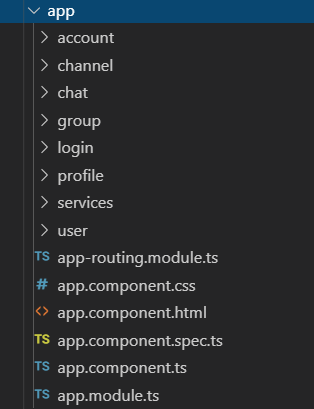 app
account
channel
chat
group
login
profile
services
user
TS app-routing.module.ts
# app.component.css
<> app.component.html
TS app.component.spec.ts
TS app.component.ts
TS app.module.ts